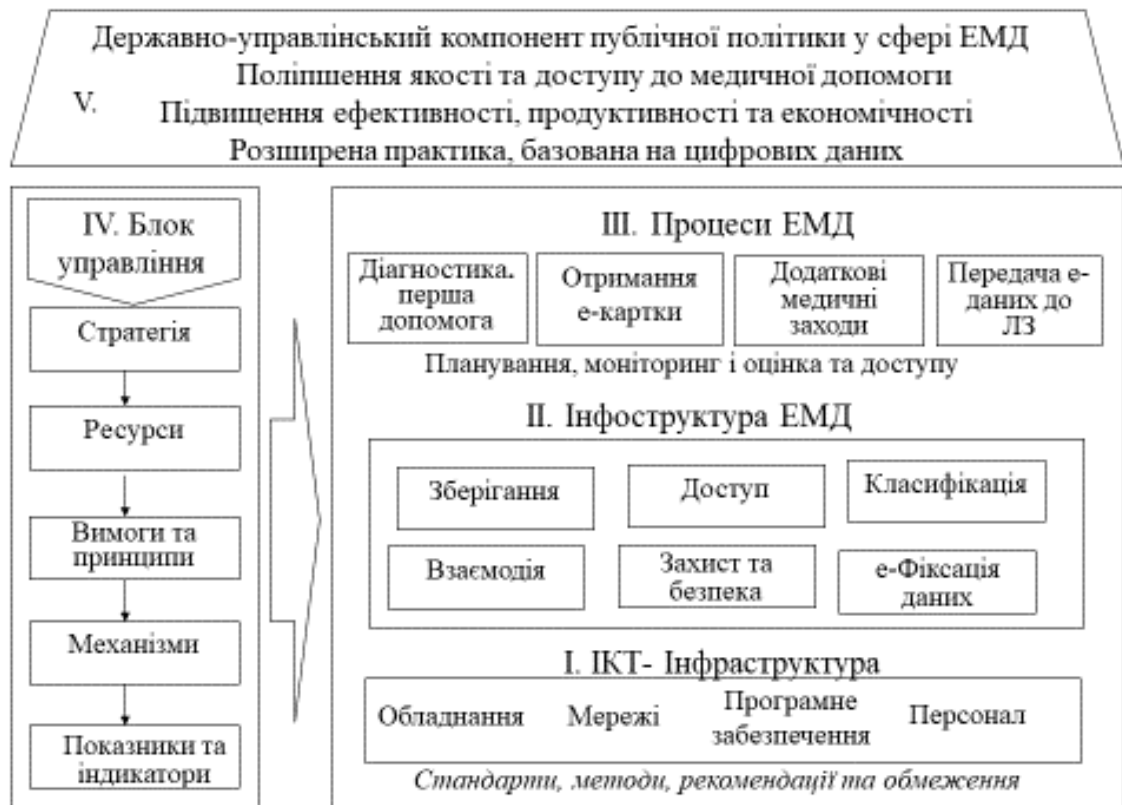 Державно-управлінський компонент публічної політики у сфері ЕМД
Поліпшення якості та доступу до медичної допомоги
V.
Підвищення ефективності, продуктивності та економічності
Розширена практика, базована на цифрових даних
IV. Блок
управління
Стратегія
Ресурси
Вимоги та
принципи
Механізми
Показники та
індикатори
III. Процеси ЕМД
Діагностика.
перша
допомога
Отримання
е-картки
Додаткові
медичні
заходи
Передача е-
даних до
ЛЗ
Планування, моніторинг і оцінка та доступу
II. Інфоструктура ЕМД
Зберігання
Доступ
Класифікація
Взаємодія
Захист та
безпека
е-Фіксація
даних
I. ІКТ- Інфраструктура
Обладнання
Мережі
Програмне
забезпечення
Персонал
Стандарти, методи, рекомендації та обмеження